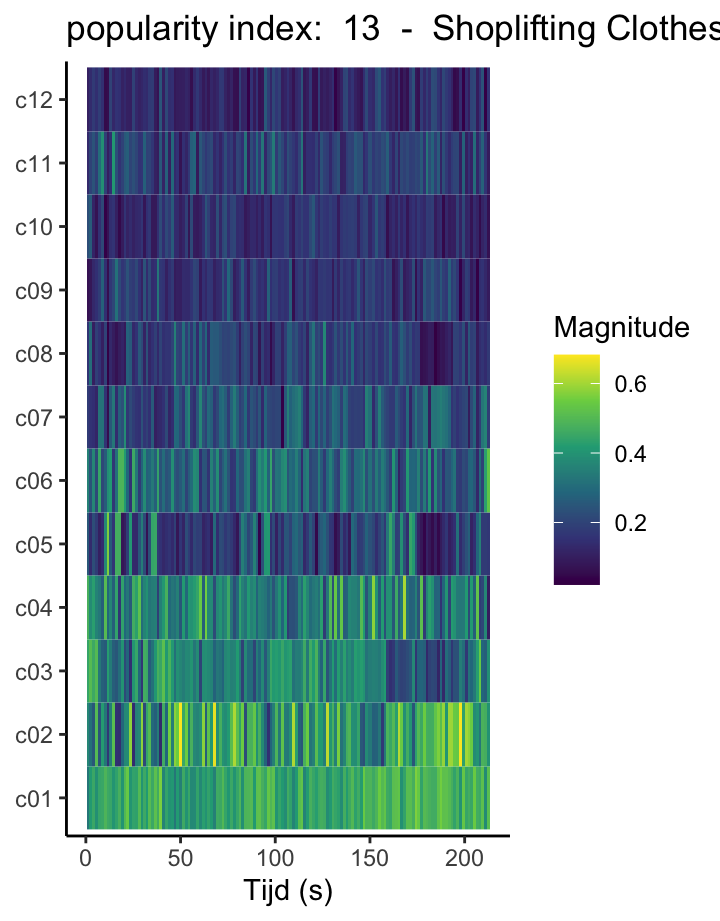 popularity index:  13  -  Shoplifting Clothes
c12
c11
c10
c09
c08
c07
c06
c05
c04
c03
c02
c01
0 50 100 150 200
Tijd (s)
Magnitude
0.6
0.4
0.2